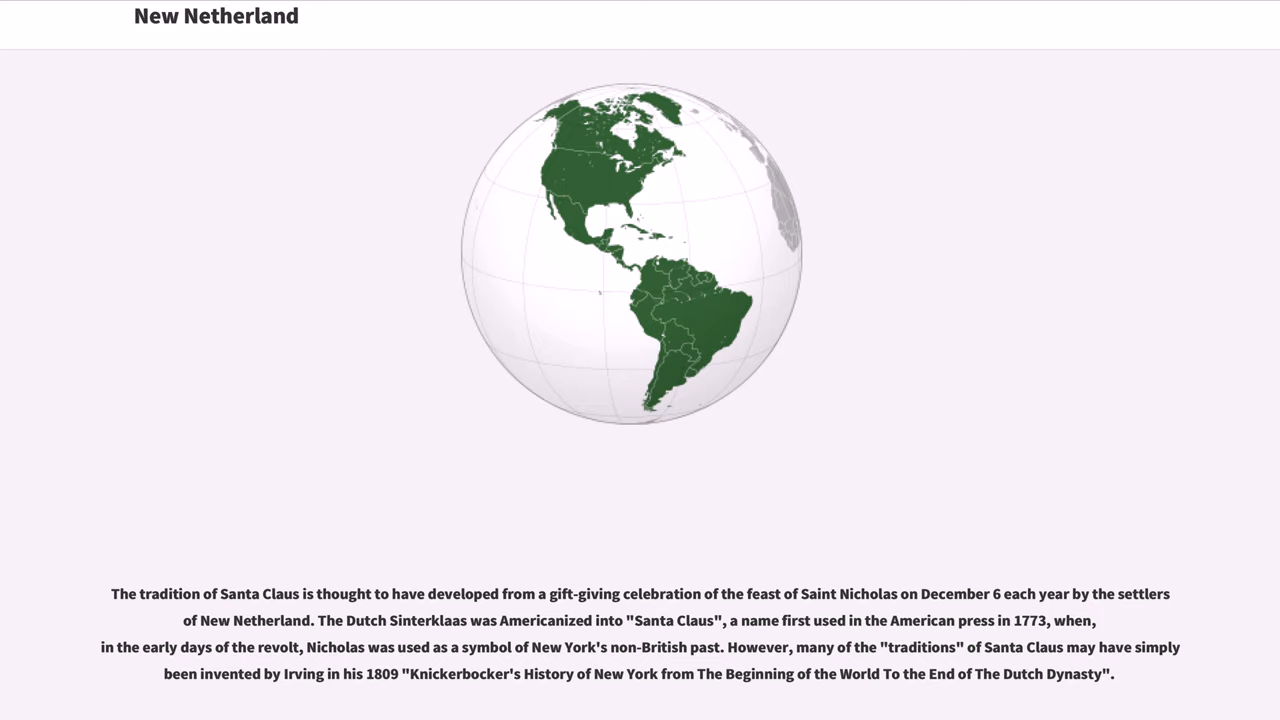 New Netherland
The tradition of Santa Claus is thought to have developed from a gift-giving celebration of the feast of Saint Nicholas on December 6 each year by the settlers
of New Netherland. The Dutch Sinterklaas was Americanized into "Santa Claus", a name first used in the American press in 1773, when,
in the early days of the revolt, Nicholas was used as a symbol of New York's non-British past. However, many of the "traditions" of Santa Claus may have simply
been invented by Irving in his 1809 "Knickerbocker's History of New York from The Beginning of the World To the End of The Dutch Dynasty".